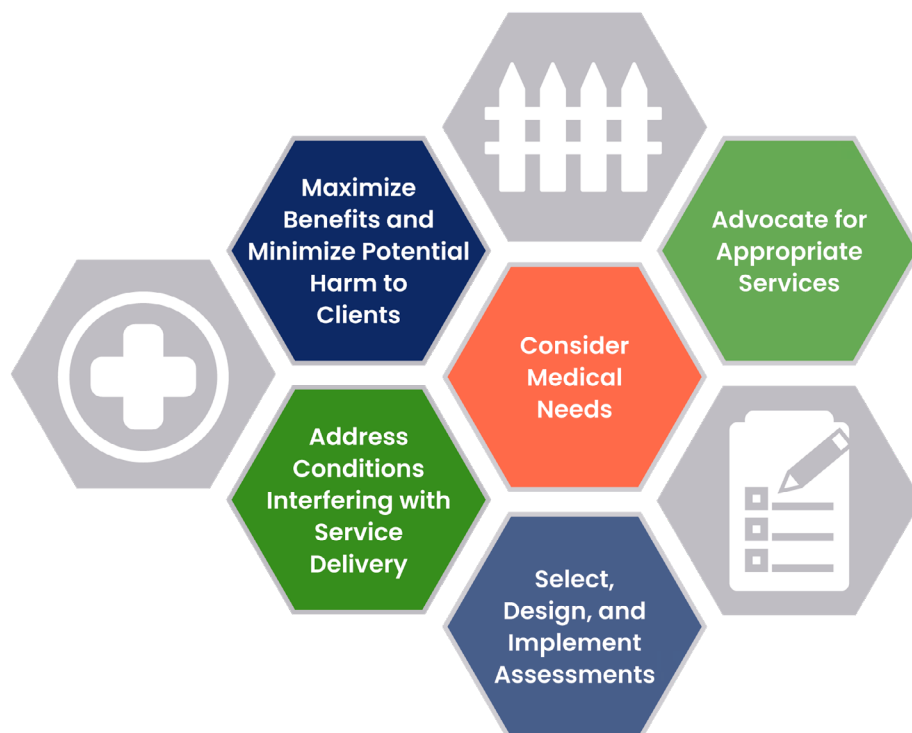 Maximize
Benefits and
Minimize Potential
Harm to
Clients
Advocate for
Appropriate
Services
Consider
Medical
Needs
Address
Conditions
Interfering with
Service
Delivery
Select,
Design, and
Implement
Assessments